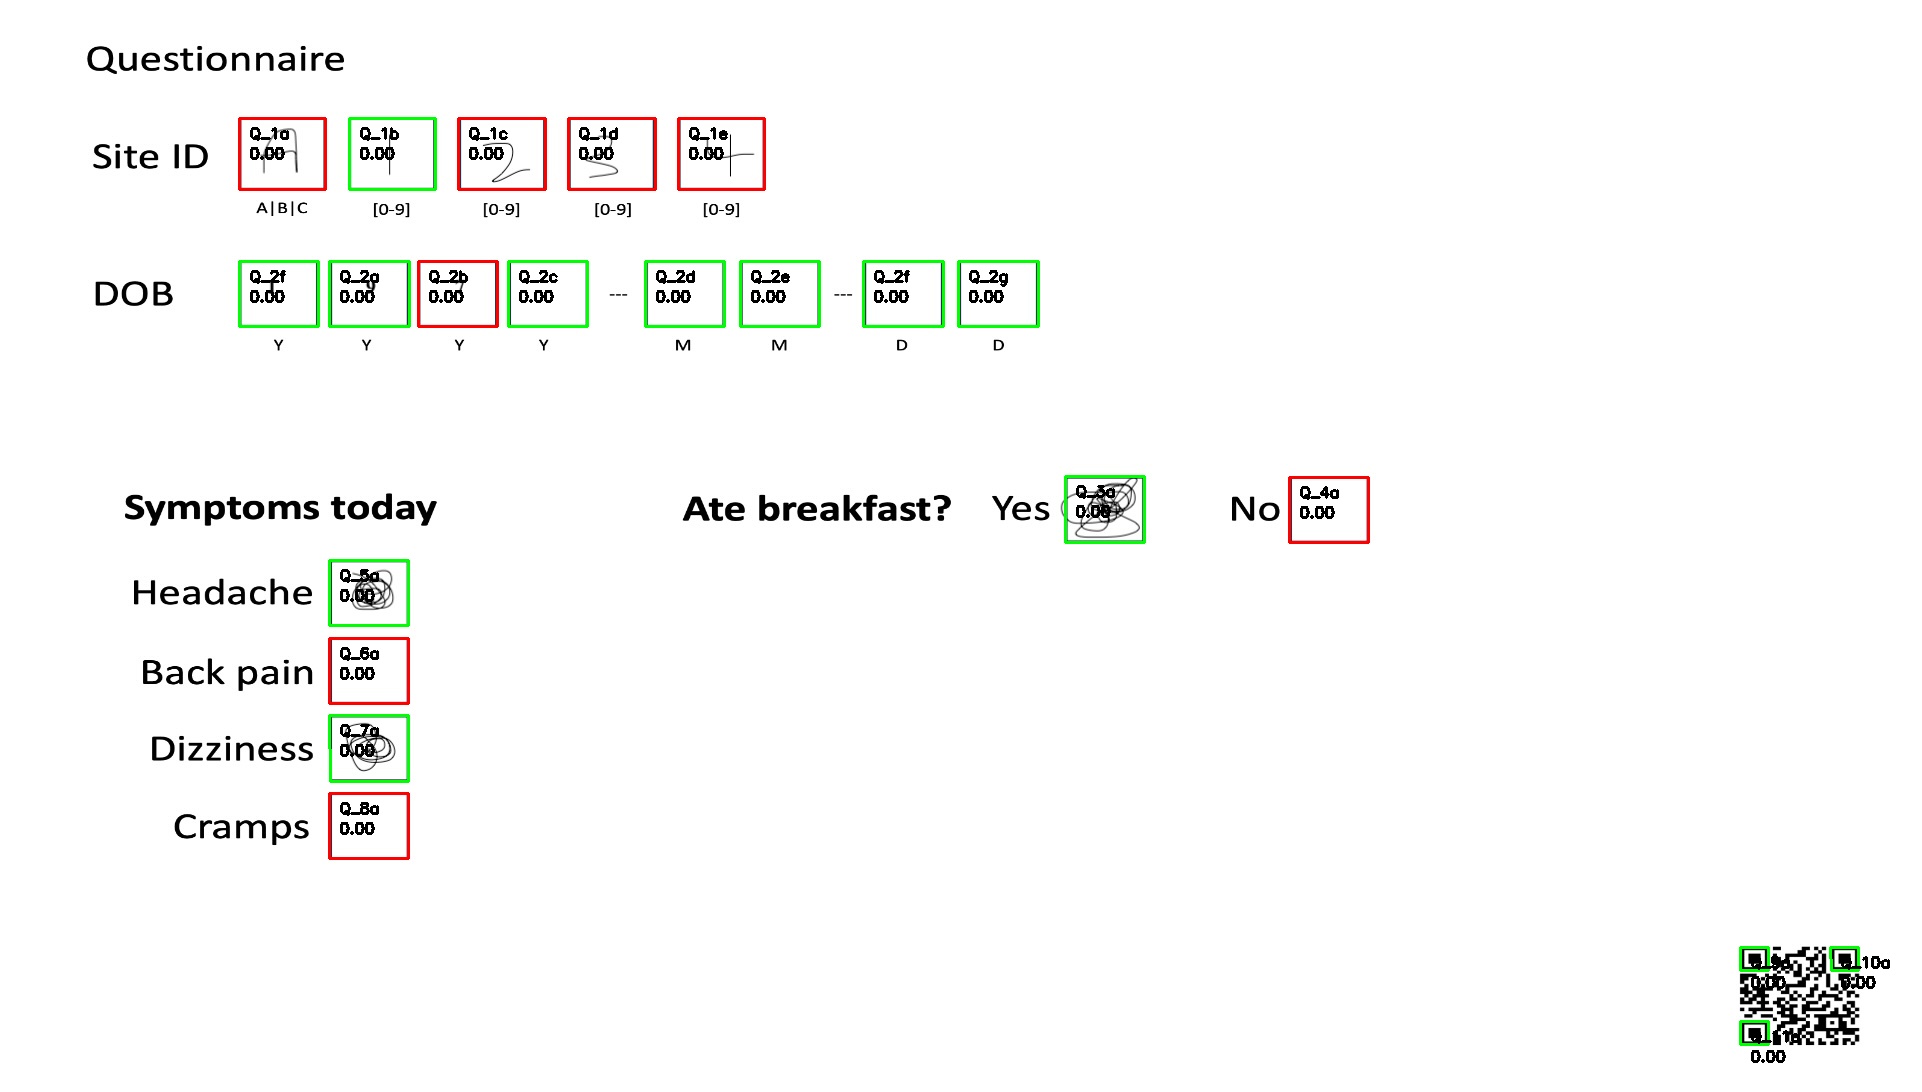 Questionnaire
Site ID
Q_1a Q_1b Q_1c Q_1d Q_1e
0.00 0.00 0.00 0.00 0.00
A 1 2 3 4
A|B|C [0-9] [0-9] [0-9] [0-9]
DOB
Q_2f Q_2a Q_2b Q_2c --- Q_2d Q_2e --- Q_2f Q_2g
0.00 0.00 0.00 0.00 0.00 0.00 0.00 0.00
Y Y Y Y M M D D
Symptoms today
Ate breakfast? Yes Q_3a No Q_4a
0.00 0.00
Headache Q_5a
0.00
Back pain Q_6a
0.00
Dizziness Q_7a
0.00
Cramps Q_8a
0.00
Q_10a
0.00 0.00
0.00